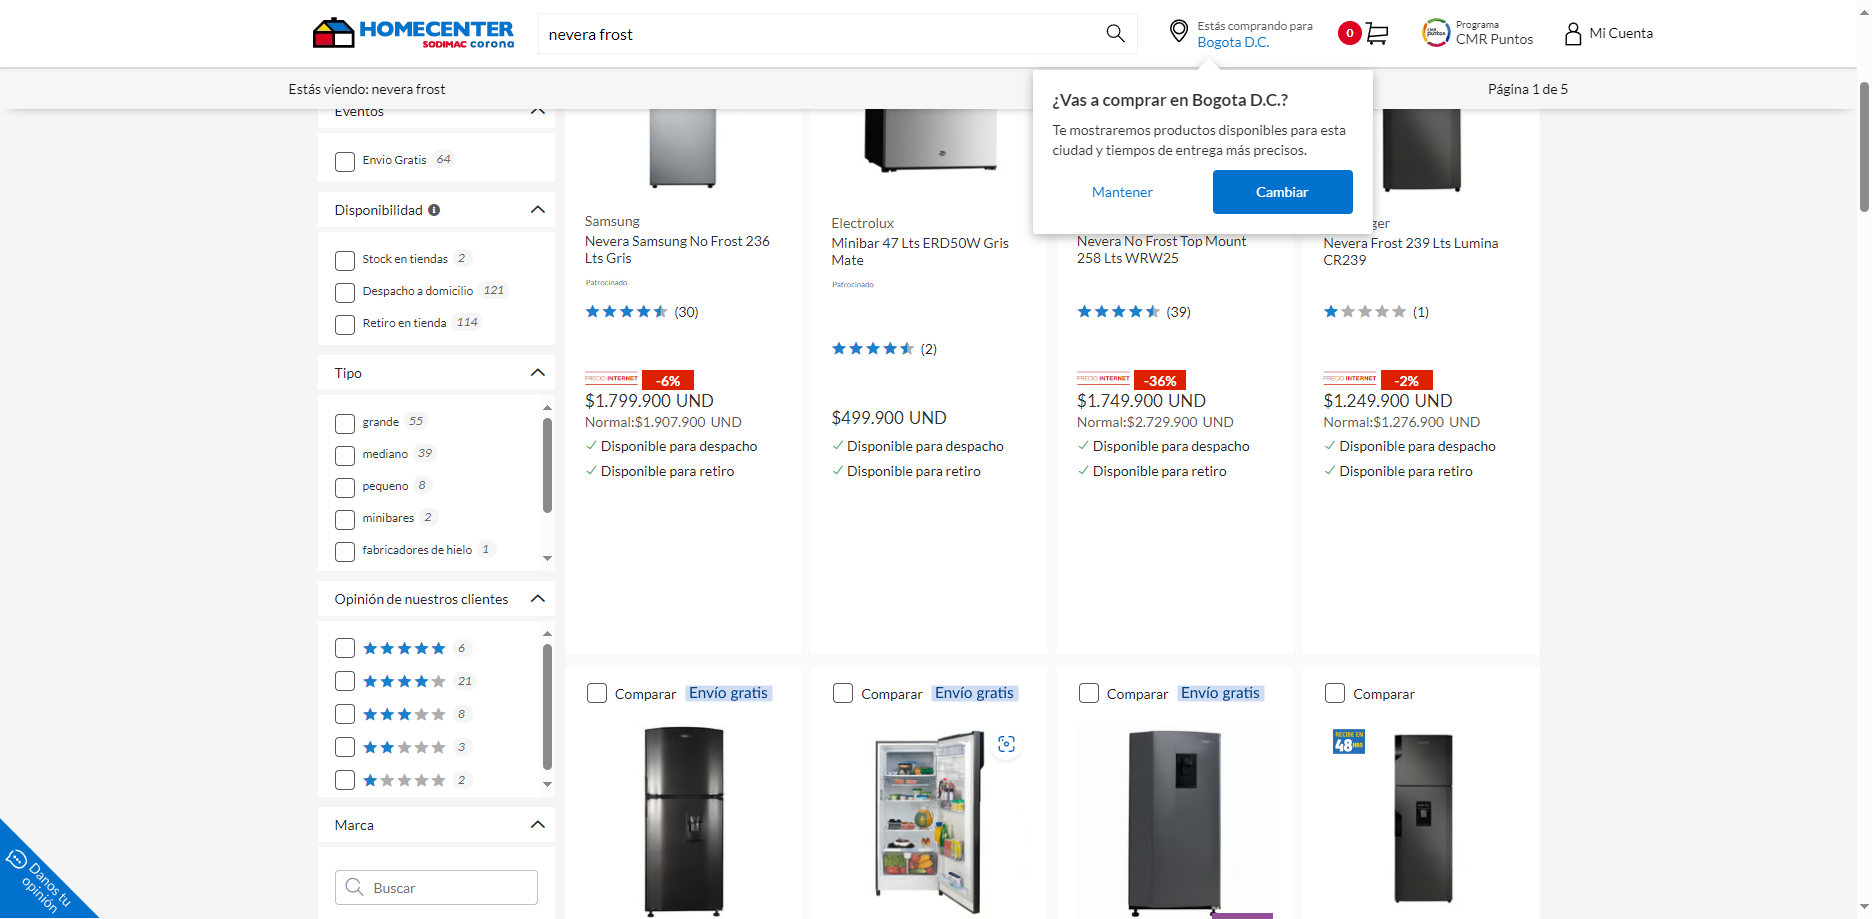 HOMECENTER
SODIMAC corona
nevera frost
Estás comprando para
Bogota D.C.
0
Programa
CMR Puntos
Mi Cuenta
Estás viendo: nevera frost
Página 1 de 5
¿Vas a comprar en Bogota D.C.?
Te mostraremos productos disponibles para esta
ciudad y tiempos de entrega más precisos.
Mantener
Cambiar
Eventos
Envio Gratis 64
Disponibilidad
Stock en tiendas 2
Despacho a domicilio 121
Retiro en tienda 114
Tipo
grande 55
mediano 39
pequeno 8
minibares 2
fabricadores de hielo 1
Opinión de nuestros clientes
6
21
8
3
2
Marca
Buscar
Danos tu
opinión
Samsung
Nevera Samsung No Frost 236
Lts Gris
Patrocinado
(30)
PRECIO INTERNET -6%
$1.799.900 UND
Normal:$1.907.900 UND
Disponible para despacho
Disponible para retiro
Electrolux
Minibar 47 Lts ERD50W Gris
Mate
Patrocinado
(2)
$499.900 UND
Disponible para despacho
Disponible para retiro
Nevera No Frost Top Mount
258 Lts WRW25
(39)
PRECIO INTERNET -36%
$1.749.900 UND
Normal:$2.729.900 UND
Disponible para despacho
Disponible para retiro
ger
Nevera Frost 239 Lts Lumina
CR239
(1)
PRECIO INTERNET -2%
$1.249.900 UND
Normal:$1.276.900 UND
Disponible para despacho
Disponible para retiro
Comparar Envío gratis
Comparar Envío gratis
Comparar Envío gratis
Comparar
RECIBE EN
48HRS